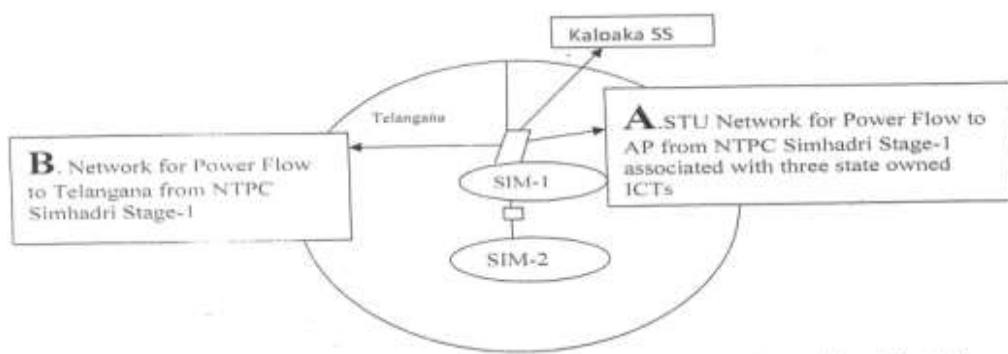 Kalpaka SS
Telangana
A.STU Network for Power Flow to
AP from NTPC Simhadri Stage-1
associated with three state owned
ICTs
B. Network for Power Flow
to Telangana from NTPC
Simhadri Stage-1
SIM-1
SIM-2